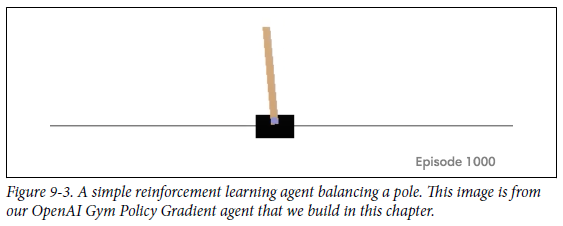 Episode 1000
Figure 9-3. A simple reinforcement learning agent balancing a pole. This image is from
our OpenAI Gym Policy Gradient agent that we build in this chapter.